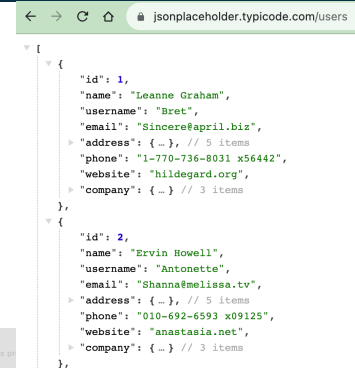 jsonplaceholder.typicode.com/users
[
{
"id": 1,
"name": "Leanne Graham",
"username": "Bret",
"email": "Sincere@april.biz",
"address": { … }, // 5 items
"phone": "1-770-736-8031 x56442",
"website": "hildegard.org",
"company": { … } // 3 items
},
{
"id": 2,
"name": "Ervin Howell",
"username": "Antonette",
"email": "Shanna@melissa.tv",
"address": { … }, // 5 items
"phone": "010-692-6593 x09125",
"website": "anastasia.net",
"company": { … } // 3 items
},